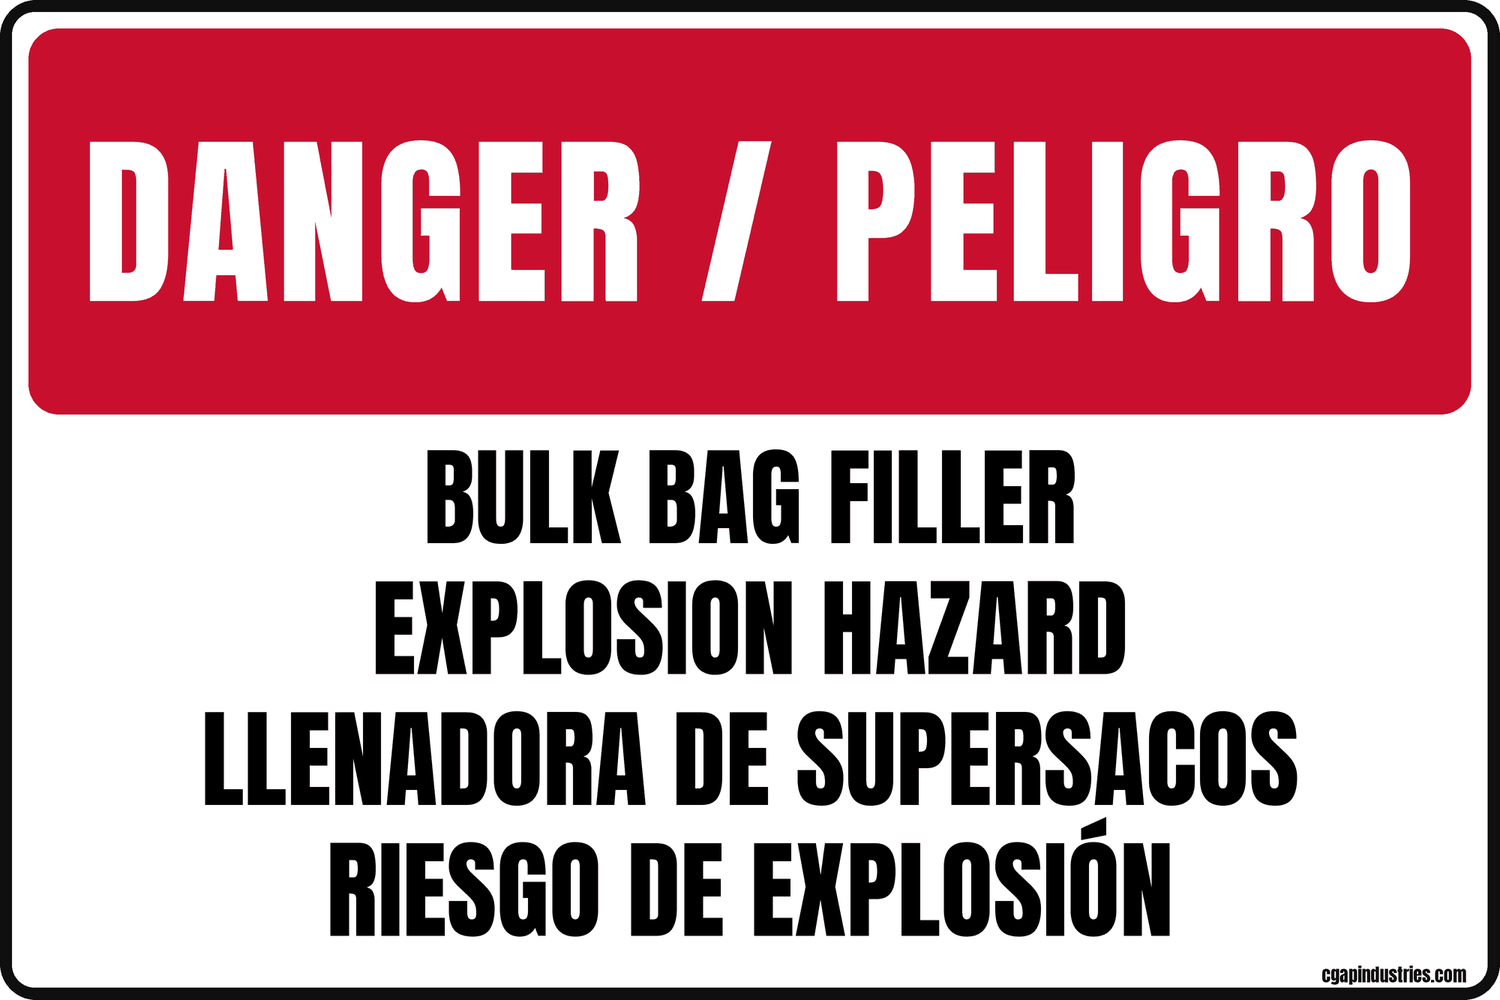 DANGER / PELIGRO
BULK BAG FILLER
EXPLOSION HAZARD
LLENADORA DE SUPERSACOS
RIESGO DE EXPLOSIÓN
cgapindustries.com